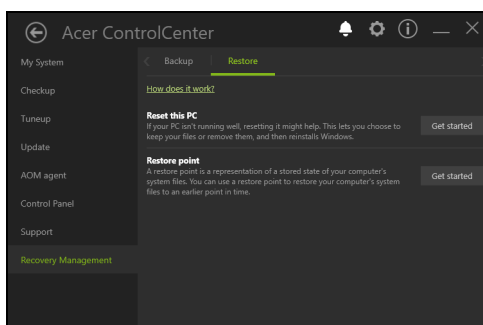 Acer ControlCenter
My System
Checkup
Tuneup
Update
AOM agent
Control Panel
Support
Recovery Management
Backup
Restore
How does it work?
Reset this PC
If your PC isn't running well, resetting it might help. This lets you choose to
keep your files or remove them, and then reinstalls Windows.
Get started
Restore point
A restore point is a representation of a stored state of your computer's
system files. You can use a restore point to restore your computer's system
files to an earlier point in time.
Get started